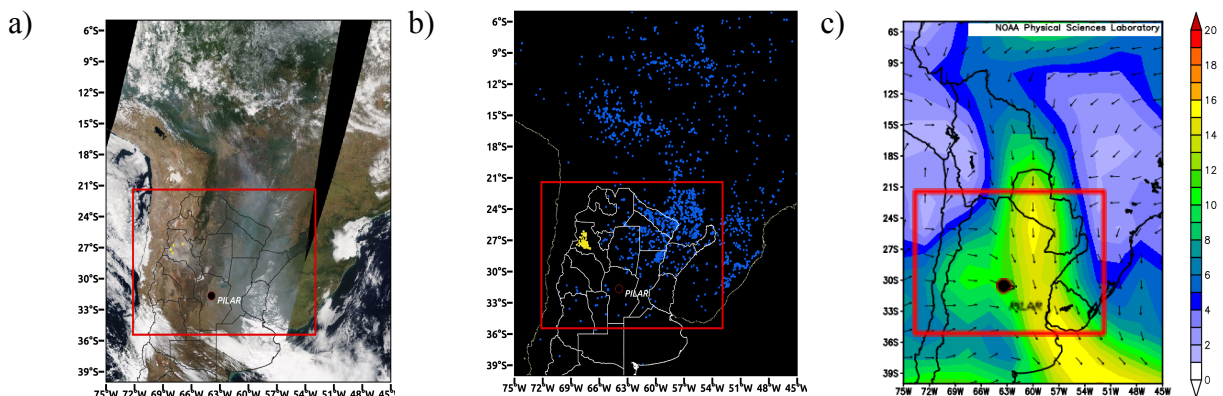 a)
6°S
9°S
12°S
15°S
18°S
21°S
24°S
27°S
30°S
33°S
36°S
39°S
75°W 72°W 69°W 66°W 63°W 60°W 57°W 54°W 51°W 48°W 45°W
PILAR
b)
6°S
9°S
12°S
15°S
18°S
21°S
24°S
27°S
30°S
33°S
36°S
39°S
75°W 72°W 69°W 66°W 63°W 60°W 57°W 54°W 51°W 48°W 45°W
PILAR
c)
NOAA Physical Sciences Laboratory
6S
9S
12S
15S
18S
21S
24S
27S
30S
33S
36S
39S
75W 72W 69W 66W 63W 60W 57W 54W 51W 48W 45W
PILAR
20
18
16
14
12
10
8
6
4
2
0